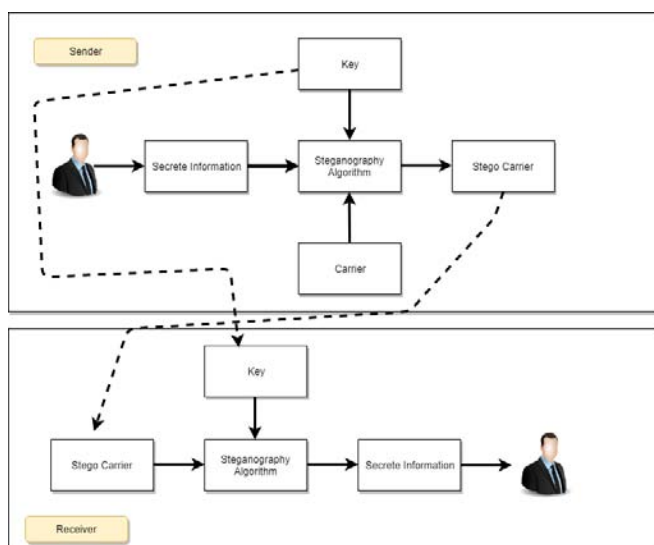 Sender
Key
Secrete Information
Steganography
Algorithm
Stego Carrier
Carrier
Key
Stego Carrier
Steganography
Algorithm
Secrete Information
Receiver